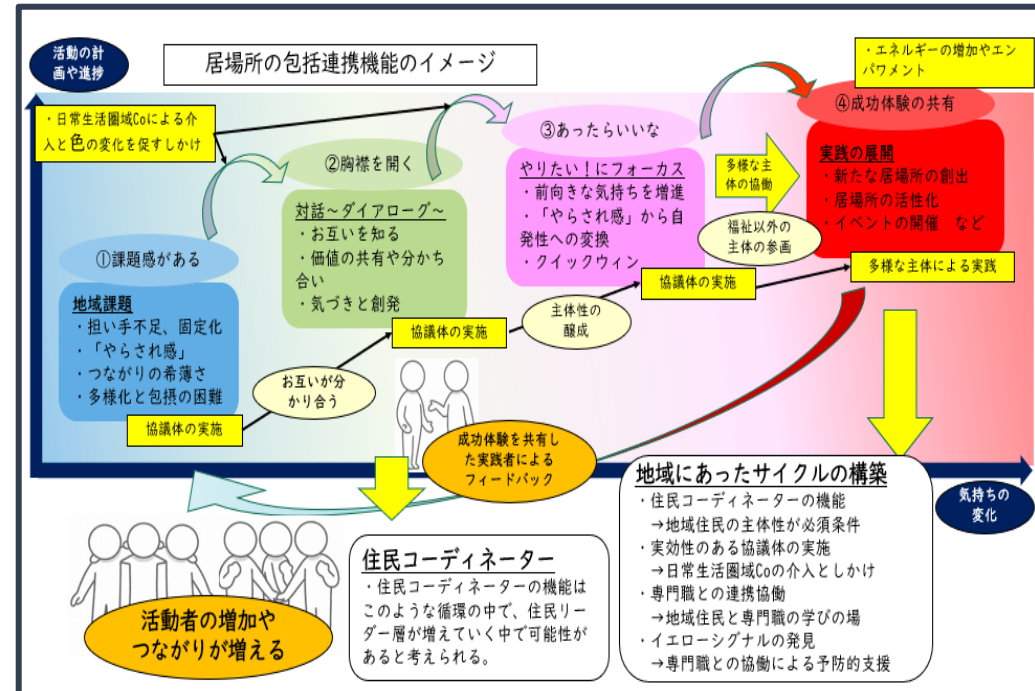 活動の計
画や進捗
居場所の包括連携機能のイメージ
・エネルギーの増加やエン
パワメント
・日常生活圏域Coによる介
入と色の変化を促すしかけ
①課題感がある
地域課題
・担い手不足、固定化
・「やらされ感」
・つながりの希薄さ
・多様化と包摂の困難
協議体の実施
お互いが分
かり合う
②胸襟を開く
対話～ダイアローグ～
・お互いを知る
・価値の共有や分かち
合い
・気づきと創発
協議体の実施
主体性の
醸成
③あったらいいな
やりたい!にフォーカス
・前向きな気持ちを増進
・「やらされ感」から自
発性への変換
・クイックウィン
協議体の実施
多様な主
体の協働
福祉以外の
主体の参画
④成功体験の共有
実践の展開
・新たな居場所の創出
・居場所の活性化
・イベントの開催 など
多様な主体による実践
成功体験を共有し
た実践者による
フィードバック
気持ちの
変化
活動者の増加や
つながりが増える
住民コーディネーター
・住民コーディネーターの機能は
このような循環の中で、住民リー
ダー層が増えていく中で可能性が
あると考えられる。
地域にあったサイクルの構築
・住民コーディネーターの機能
→地域住民の主体性が必須条件
・実効性のある協議体の実施
→日常生活圏域Coの介入としかけ
・専門職との連携協働
→地域住民と専門職の学びの場
・イエローシグナルの発見
→専門職との協働による予防的支援